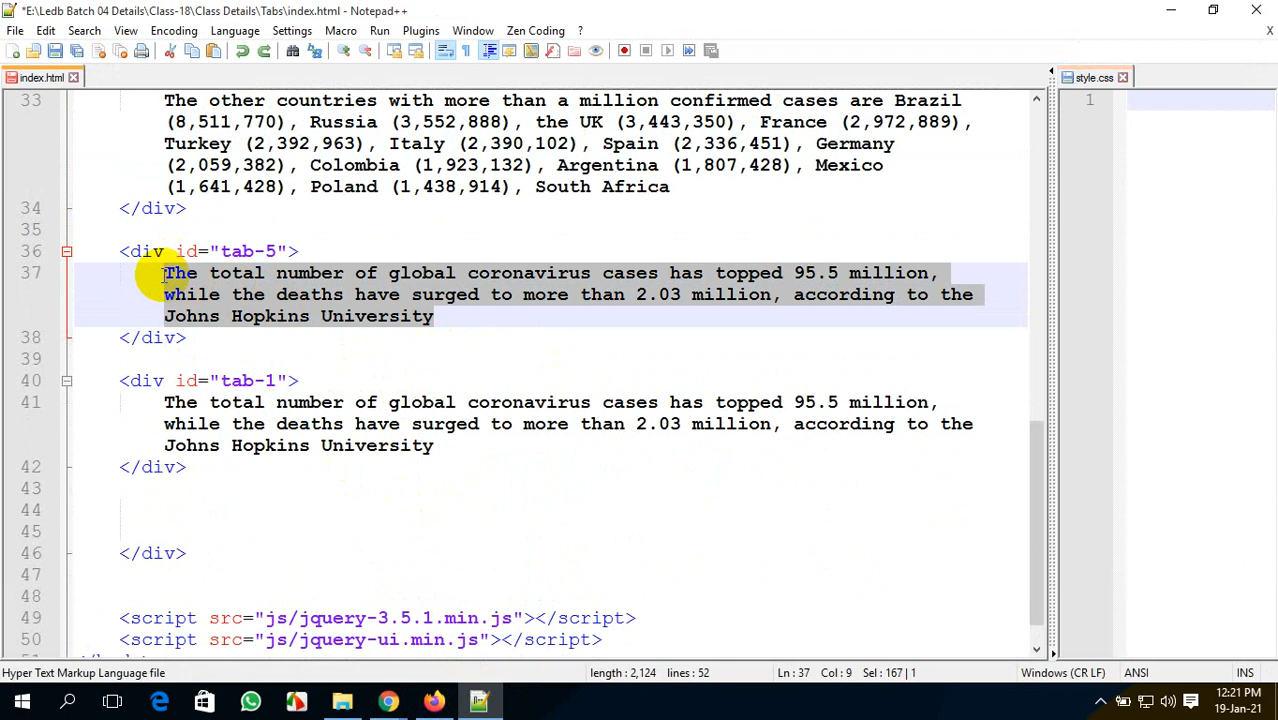 *E:\Ledb Batch 04 Details\Class-18\Class Details\Tabs\index.html - Notepad++
File Edit Search View Encoding Language Settings Macro Run Plugins Window Zen Coding ? X
index.html
style.css
33 The other countries with more than a million confirmed cases are Brazil
(8,511,770), Russia (3,552,888), the UK (3,443,350), France (2,972,889),
Turkey (2,392,963), Italy (2,390,102), Spain (2,336,451), Germany
(2,059,382), Colombia (1,923,132), Argentina (1,807,428), Mexico
(1,641,428), Poland (1,438,914), South Africa
34 </div>
35
36 <div id="tab-5">
37 The total number of global coronavirus cases has topped 95.5 million,
while the deaths have surged to more than 2.03 million, according to the
Johns Hopkins University
38 </div>
39
40 <div id="tab-1">
41 The total number of global coronavirus cases has topped 95.5 million,
while the deaths have surged to more than 2.03 million, according to the
Johns Hopkins University
42 </div>
43
44
45
46 </div>
47
48
49 <script src="js/jquery-3.5.1.min.js"></script>
50 <script src="js/jquery-ui.min.js"></script>
1
Hyper Text Markup Language file length : 2,124 lines : 52 Ln : 37 Col : 9 Sel : 167 | 1 Windows (CR LF) ANSI INS
12:21 PM
19-Jan-21